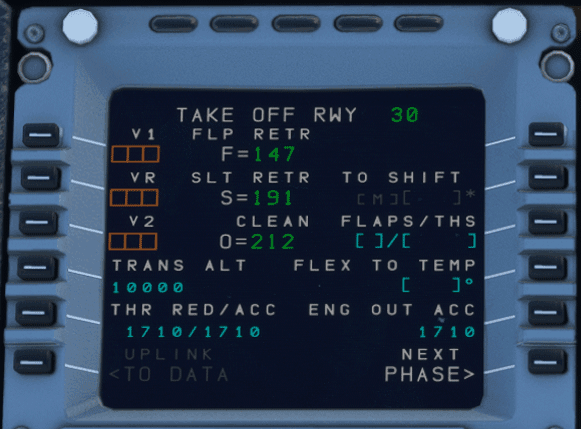 TAKE OFF RWY 30
V1 FLP RETR
F=147
VR SLT RETR TO SHIFT
S=191 [M][ ]*
V2 CLEAN FLAPS/THS
O=212 [ ]/[ ]
TRANS ALT FLEX TO TEMP
10000 [ ]°
THR RED/ACC ENG OUT ACC
1710/1710 1710
UPLINK NEXT
<TO DATA PHASE>